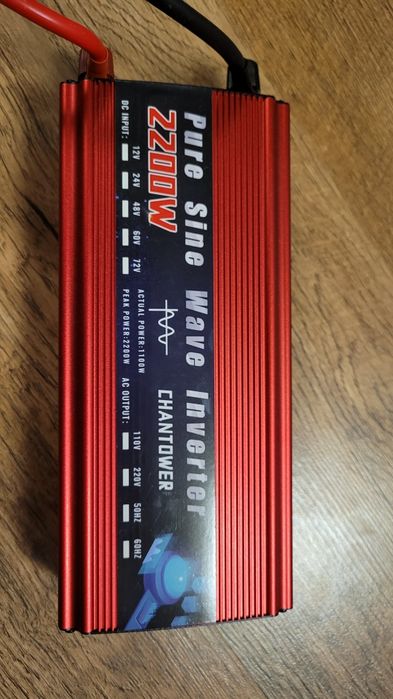 Pure Sine Wave Inverter
2200W
CHANTOWER
ACTUAL POWER:1100W
PEAK POWER:2200W
DC INPUT: 12V 24V 48V 60V 72V
AC OUTPUT: 110V 220V 50HZ 60HZ